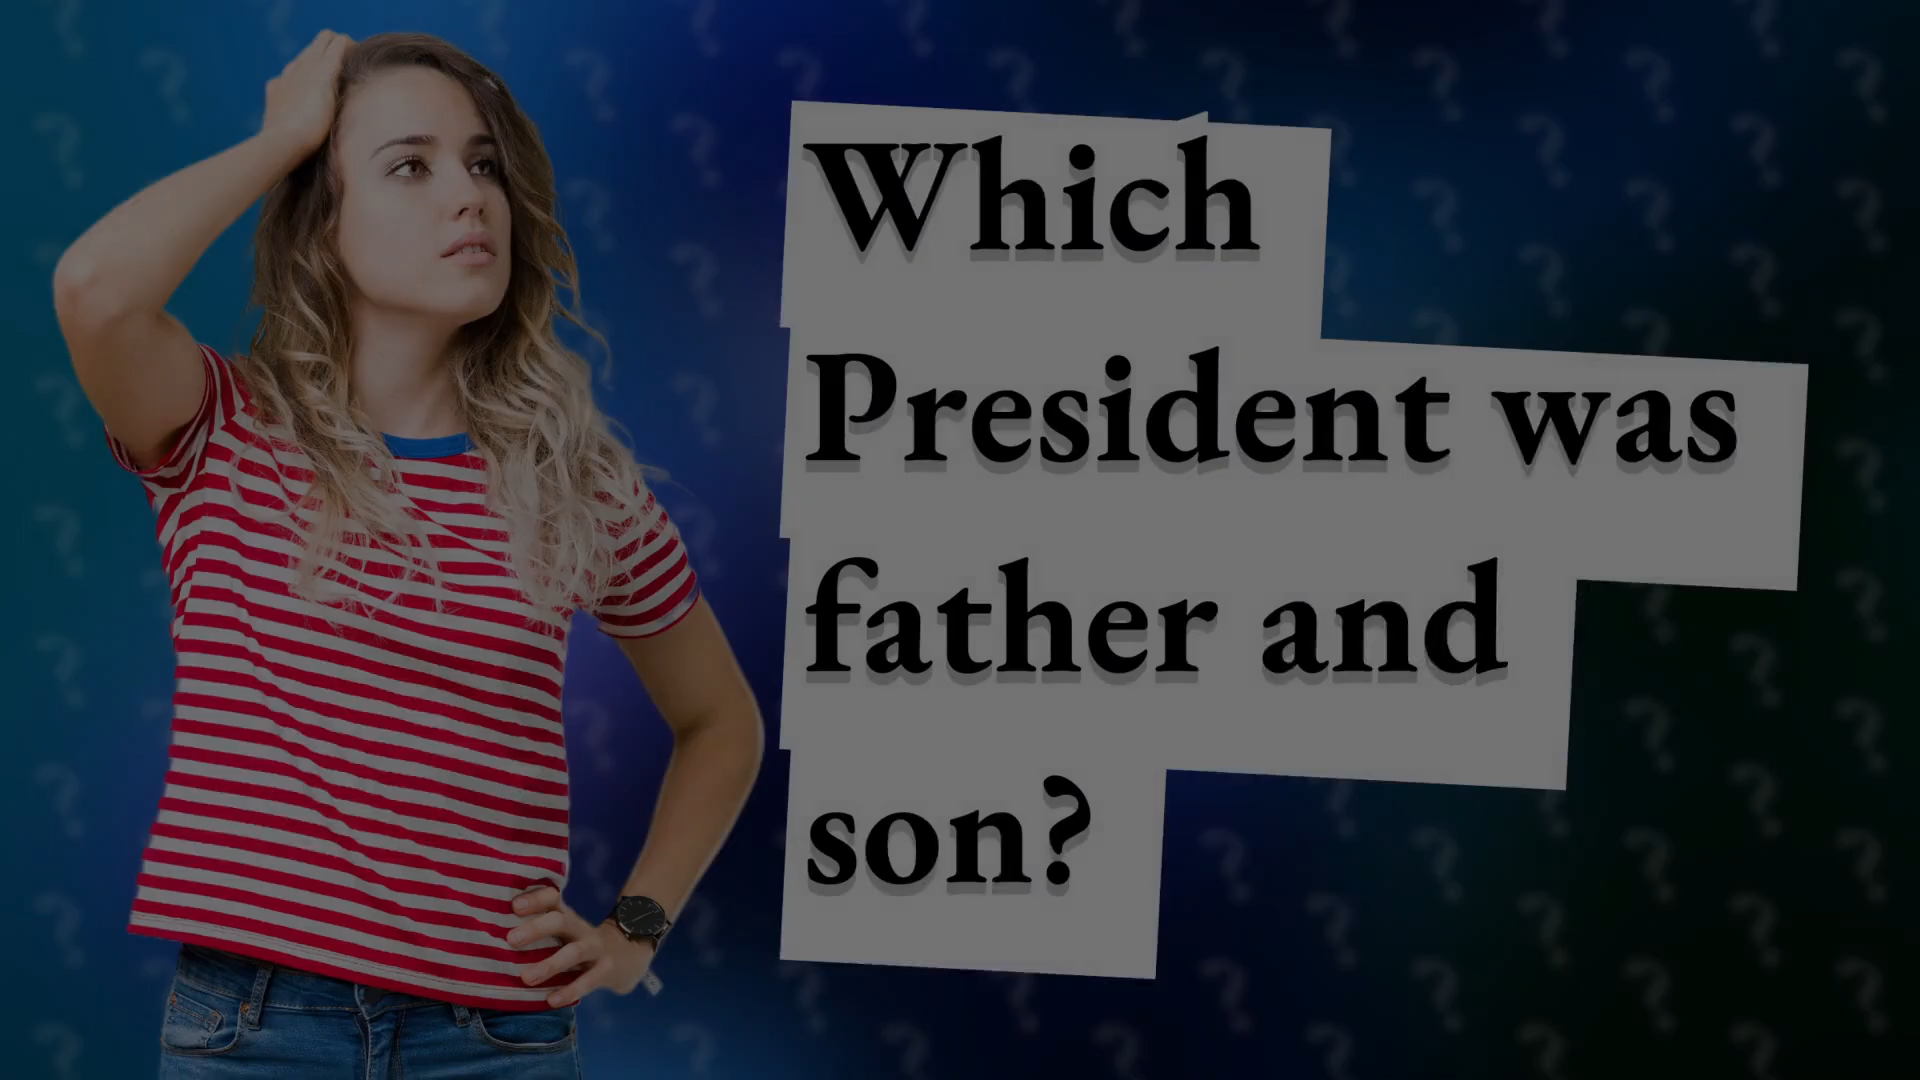 Which
President was
father and
son?